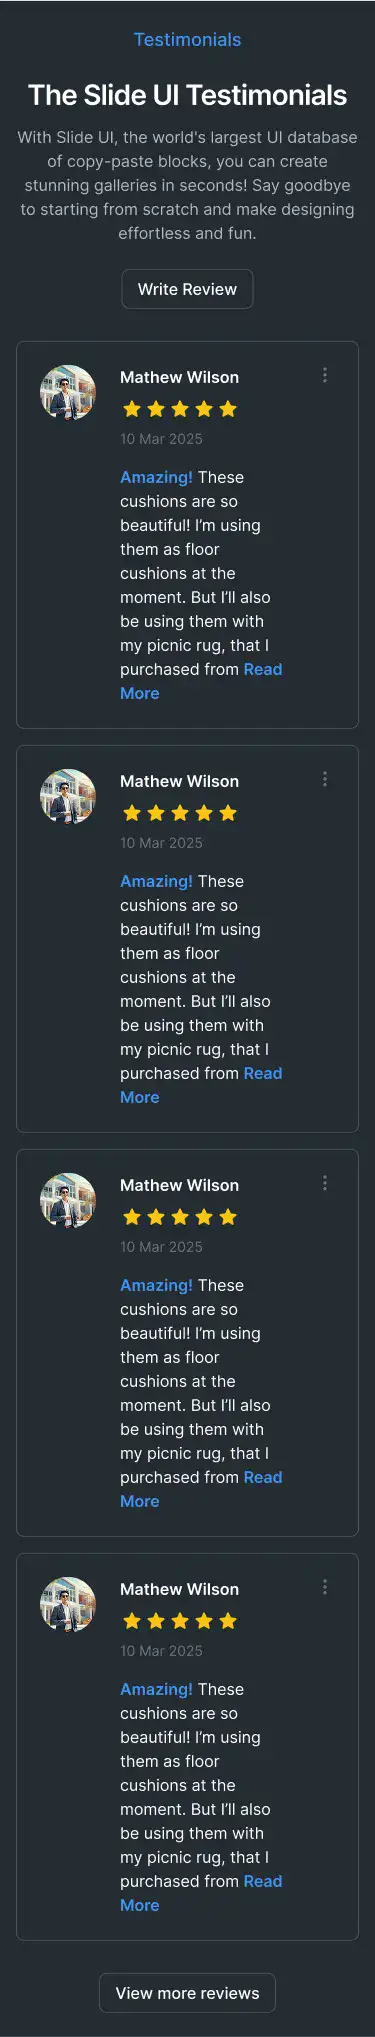 Testimonials
The Slide UI Testimonials
With Slide UI, the world's largest UI database
of copy-paste blocks, you can create
stunning galleries in seconds! Say goodbye
to starting from scratch and make designing
effortless and fun.
Write Review
Mathew Wilson
10 Mar 2025
Amazing! These
cushions are so
beautiful! I’m using
them as floor
cushions at the
moment. But I’ll also
be using them with
my picnic rug, that I
purchased from Read
More
Mathew Wilson
10 Mar 2025
Amazing! These
cushions are so
beautiful! I’m using
them as floor
cushions at the
moment. But I’ll also
be using them with
my picnic rug, that I
purchased from Read
More
Mathew Wilson
10 Mar 2025
Amazing! These
cushions are so
beautiful! I’m using
them as floor
cushions at the
moment. But I’ll also
be using them with
my picnic rug, that I
purchased from Read
More
Mathew Wilson
10 Mar 2025
Amazing! These
cushions are so
beautiful! I’m using
them as floor
cushions at the
moment. But I’ll also
be using them with
my picnic rug, that I
purchased from Read
More
View more reviews